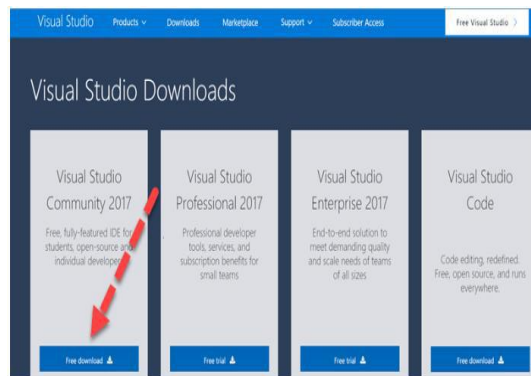 Visual Studio Products Downloads Marketplace Support Subscriber Access Free Visual Studio
Visual Studio Downloads
Visual Studio
Community 2017
Free, fully-featured IDE for
students, open-source and
individual developers
Free download
Visual Studio
Professional 2017
Professional developer
tools, services, and
subscription benefits for
small teams
Free trial
Visual Studio
Enterprise 2017
End-to-end solution to
meet demanding quality
and scale needs of teams
of all sizes
Free trial
Visual Studio
Code
Code editing, redefined.
Free, open source, and runs
everywhere.
Free download